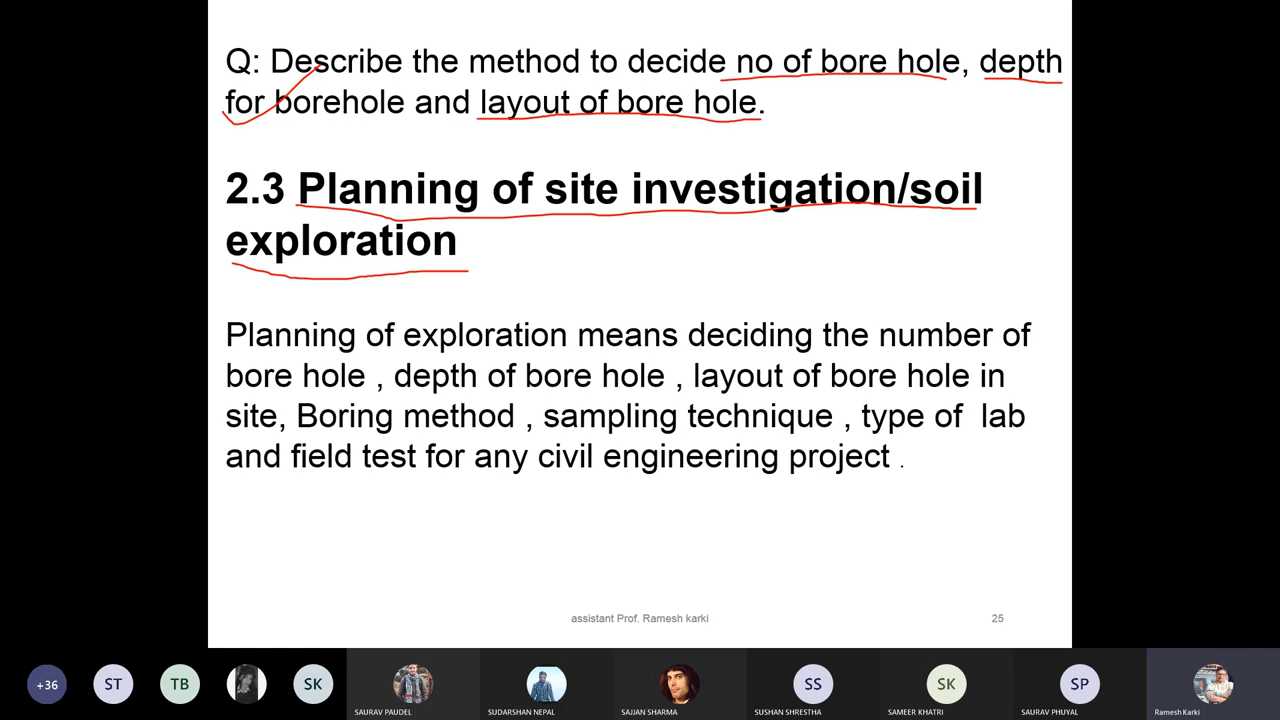 Q: Describe the method to decide no of bore hole, depth
for borehole and layout of bore hole.
2.3 Planning of site investigation/soil
exploration
Planning of exploration means deciding the number of
bore hole , depth of bore hole , layout of bore hole in
site, Boring method , sampling technique , type of lab
and field test for any civil engineering project .
assistant Prof. Ramesh karki
25
+36
ST
TB
SK
SS
SK
SP
SAURAV PAUDEL
SUDARSHAN NEPAL
SAJJAN SHARMA
SUSHAN SHRESTHA
SAMEER KHATRI
SAURAV PHUYAL
Ramesh Karki